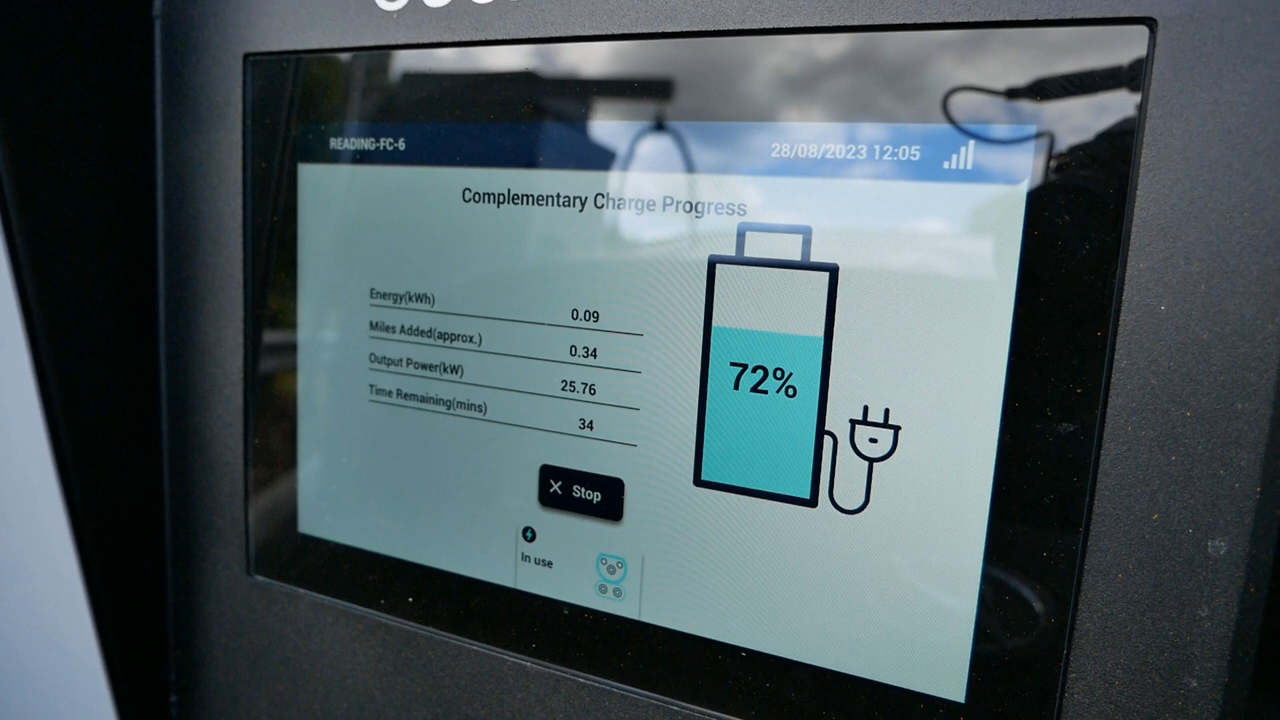 READING-FC-6
28/08/2023 12:05
Complementary Charge Progress
Energy(kWh)
0.09
Miles Added(approx.)
0.34
Output Power(kW)
25.76
Time Remaining(mins)
34
72%
Stop
In use